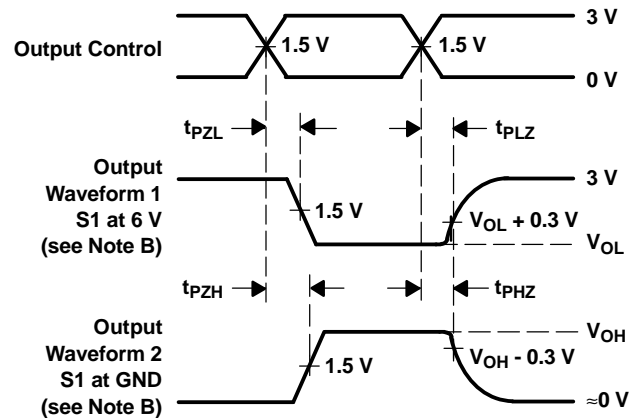 3 V
Output Control
1.5 V
1.5 V
0 V
tPZL
tPLZ
Output
Waveform 1
S1 at 6 V
(see Note B)
3 V
1.5 V
VOL + 0.3 V
VOL
tPZH
tPHZ
Output
Waveform 2
S1 at GND
(see Note B)
VOH
1.5 V
VOH - 0.3 V
≈0 V